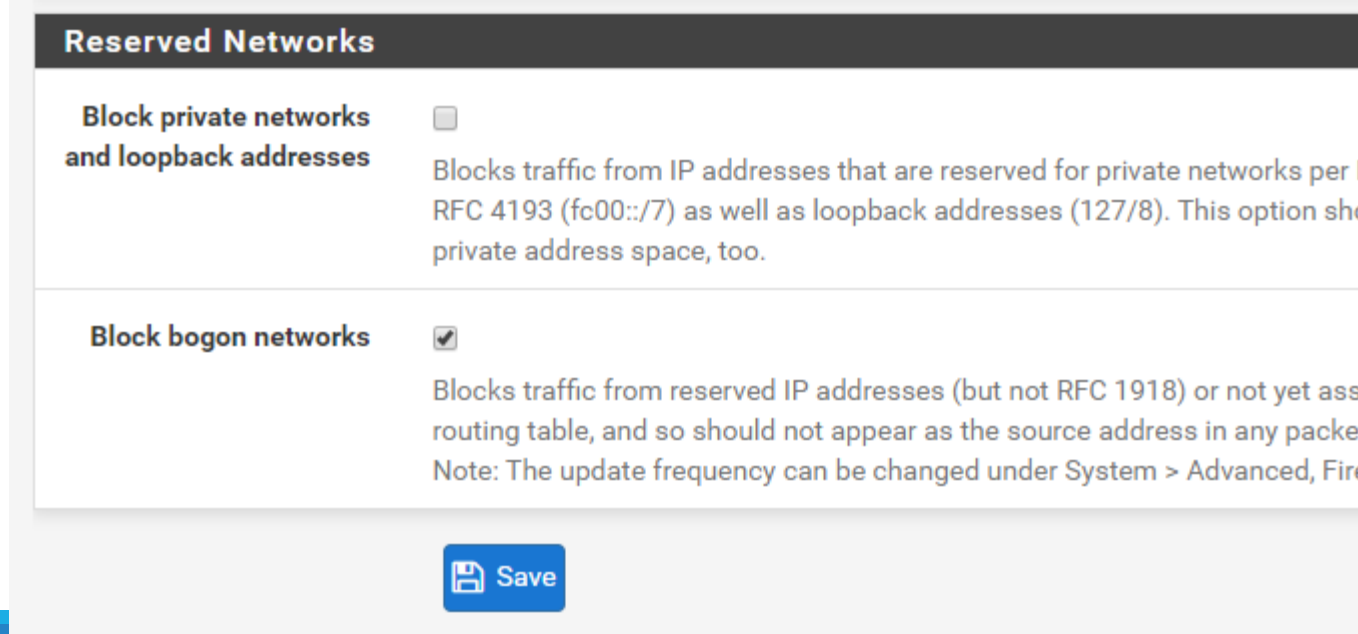 Reserved Networks
Block private networks
and loopback addresses
Blocks traffic from IP addresses that are reserved for private networks per
RFC 4193 (fc00::/7) as well as loopback addresses (127/8). This option
private address space, too.
Block bogon networks
Blocks traffic from reserved IP addresses (but not RFC 1918) or not yet
routing table, and so should not appear as the source address in any
Note: The update frequency can be changed under System > Advanced,
Save